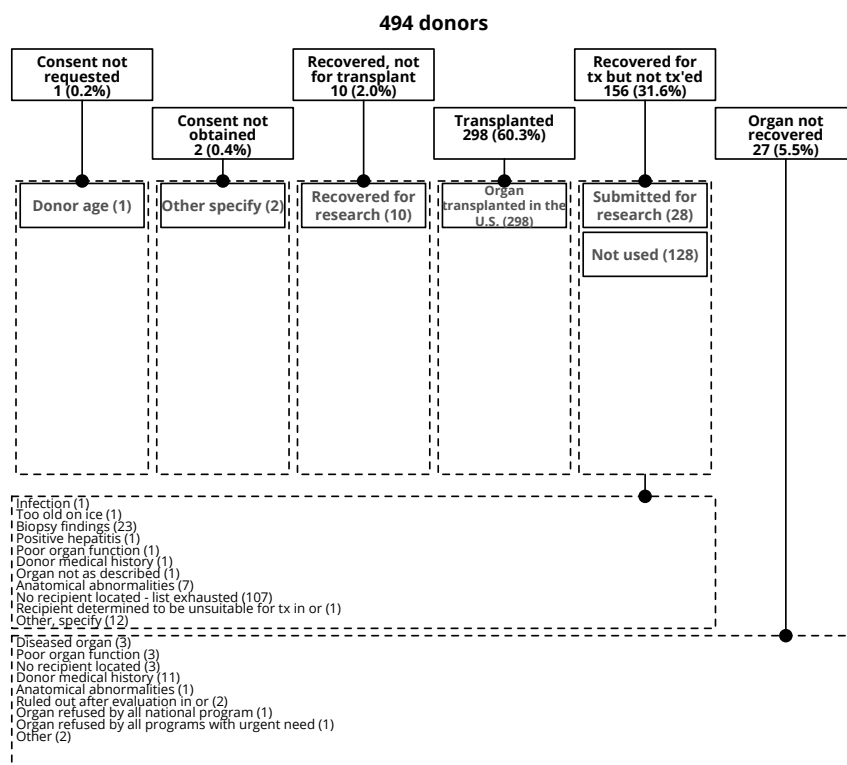 494 donors
Consent not
requested
1 (0.2%)
Recovered, not
for transplant
10 (2.0%)
Recovered for
tx but not tx'ed
156 (31.6%)
Consent not
obtained
2 (0.4%)
Transplanted
298 (60.3%)
Organ not
recovered
27 (5.5%)
Donor age (1)
Other specify (2)
Recovered for
research (10)
Organ
transplanted in the
U.S. (298)
Submitted for
research (28)
Not used (128)
Infection (1)
Too old on ice (1)
Biopsy findings (23)
Positive hepatitis (1)
Poor organ function (1)
Donor medical history (1)
Organ not as described (1)
Anatomical abnormalities (7)
No recipient located - list exhausted (107)
Recipient determined to be unsuitable for tx in or (1)
Other, specify (12)
Diseased organ (3)
Poor organ function (3)
No recipient located (3)
Donor medical history (11)
Anatomical abnormalities (1)
Ruled out after evaluation in or (2)
Organ refused by all national program (1)
Organ refused by all programs with urgent need (1)
Other (2)